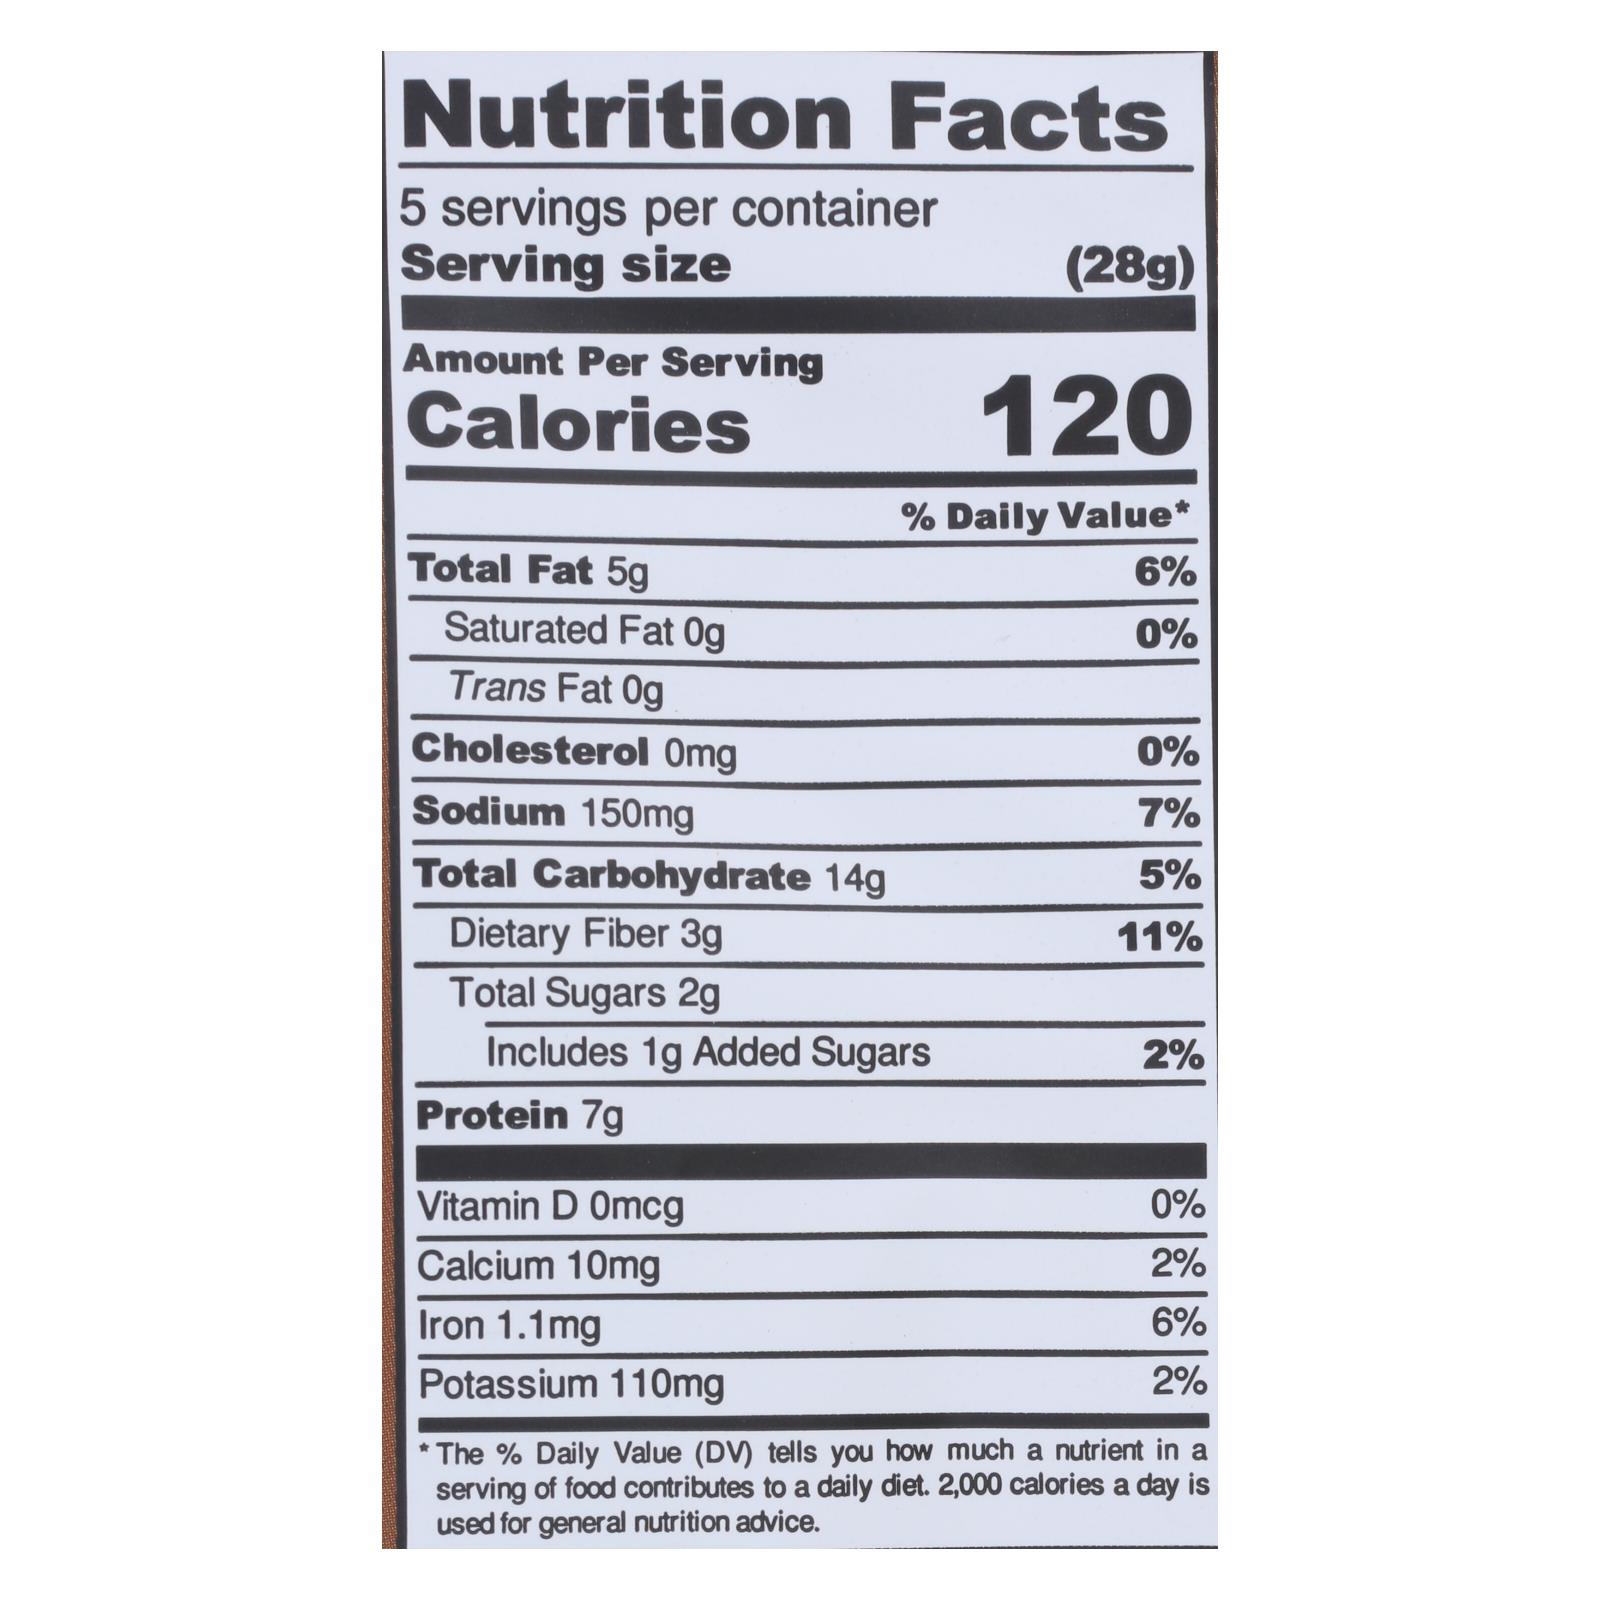 Nutrition Facts
5 servings per container
Serving size (28g)
Amount Per Serving
Calories 120
% Daily Value*
Total Fat 5g 6%
Saturated Fat 0g 0%
Trans Fat 0g
Cholesterol 0mg 0%
Sodium 150mg 7%
Total Carbohydrate 14g 5%
Dietary Fiber 3g 11%
Total Sugars 2g
Includes 1g Added Sugars 2%
Protein 7g
Vitamin D 0mcg 0%
Calcium 10mg 2%
Iron 1.1mg 6%
Potassium 110mg 2%
* The % Daily Value (DV) tells you how much a nutrient in a
serving of food contributes to a daily diet. 2,000 calories a day is
used for general nutrition advice.